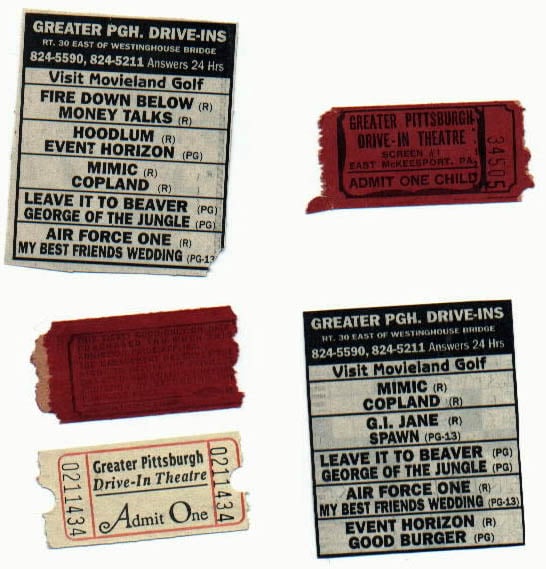 GREATER PGH. DRIVE-INS
RT. 30 EAST OF WESTINGHOUSE BRIDGE
824-5590, 824-5211 Answers 24 Hrs
Visit Movieland Golf
FIRE DOWN BELOW (R)
MONEY TALKS (R)
HOODLUM (R)
EVENT HORIZON (PG)
MIMIC (R)
COPLAND (R)
LEAVE IT TO BEAVER (PG)
GEORGE OF THE JUNGLE (PG)
AIR FORCE ONE (R)
MY BEST FRIENDS WEDDING (PG-13
GREATER PITTSBURGH
DRIVE-IN THEATRE
SCREEN #1
EAST McKEESPORT, PA.
ADMIT ONE CHILD
34505
Greater Pittsburgh
Drive-In Theatre
Admit One
0211434
0211434
GREATER PGH. DRIVE-INS
RT. 30 EAST OF WESTINGHOUSE BRIDGE
824-5590, 824-5211 Answers 24 Hrs
Visit Movieland Golf
MIMIC (R)
COPLAND (R)
G.I. JANE (R)
SPAWN (PG-13)
LEAVE IT TO BEAVER (PG)
GEORGE OF THE JUNGLE (PG)
AIR FORCE ONE (R)
MY BEST FRIENDS WEDDING (PG-13)
EVENT HORIZON (R)
GOOD BURGER (PG)